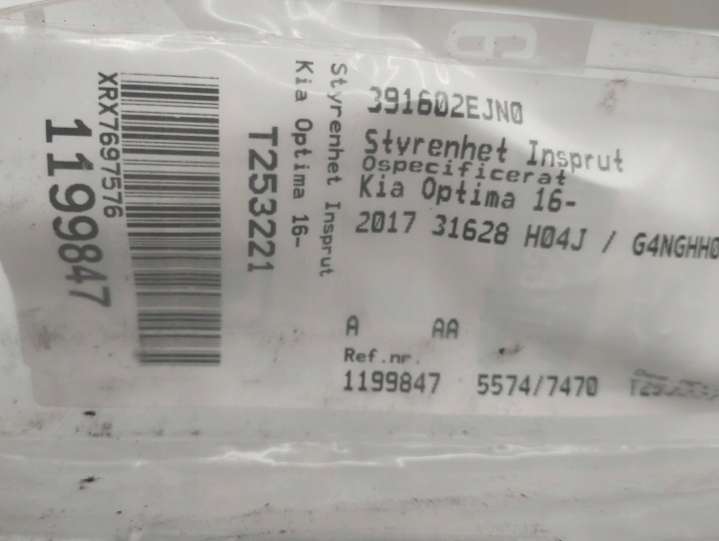 XRX7697576
1199847
T253221
Styrenhet Insprut
Kia Optima 16-
391602EJN0
Styrenhet Insprut
Ospecificerat
Kia Optima 16-
2017 31628 H04J / G4NGHH0
A AA
Ref.nr.
1199847 5574/7470